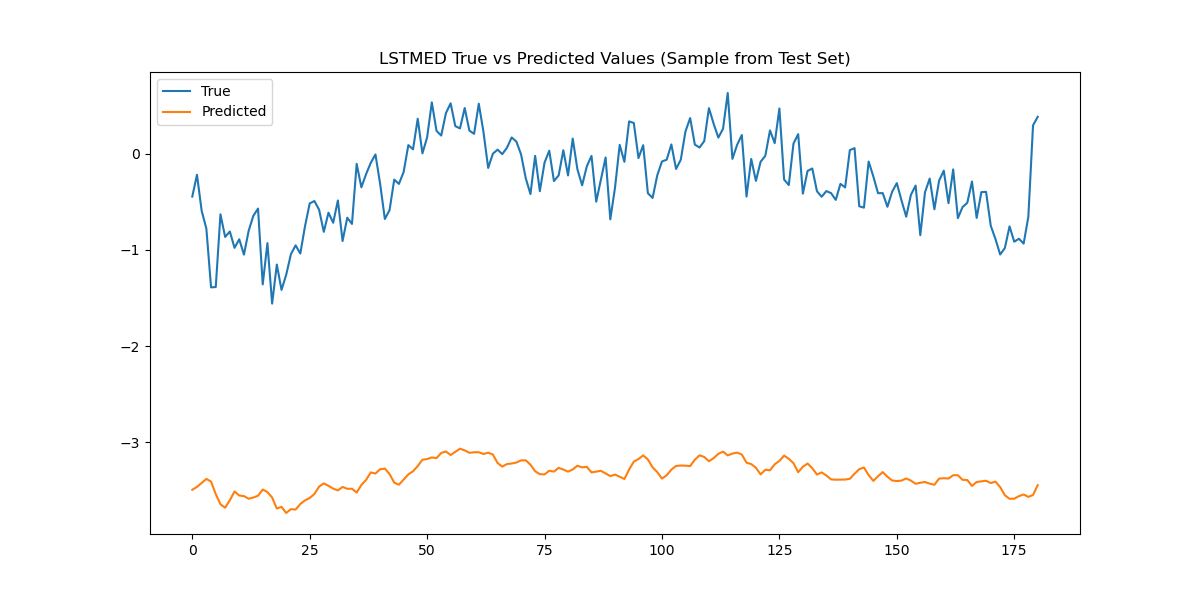 LSTMED True vs Predicted Values (Sample from Test Set)
True
Predicted
0
−1
−2
−3
0 25 50 75 100 125 150 175